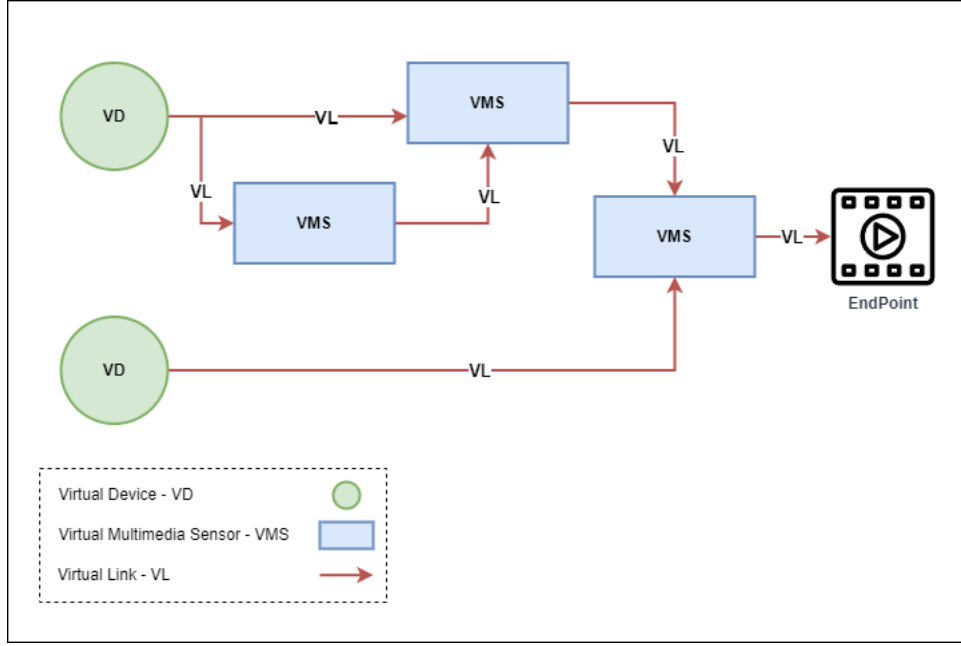 VD
VL
VMS
VL
VL
VL
VMS
VMS
VL
EndPoint
VD
VL
Virtual Device - VD
Virtual Multimedia Sensor - VMS
Virtual Link - VL